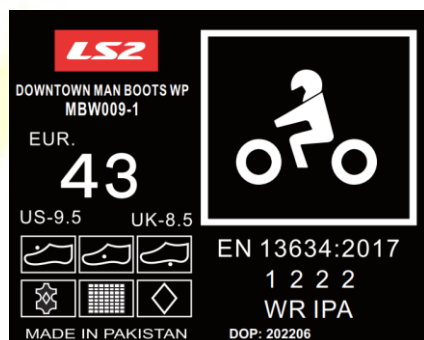 LS2
DOWNTOWN MAN BOOTS WP
MBW009-1
EUR.
43
US-9.5 UK-8.5
MADE IN PAKISTAN
EN 13634:2017
1 2 2 2
WR IPA
DOP: 202206